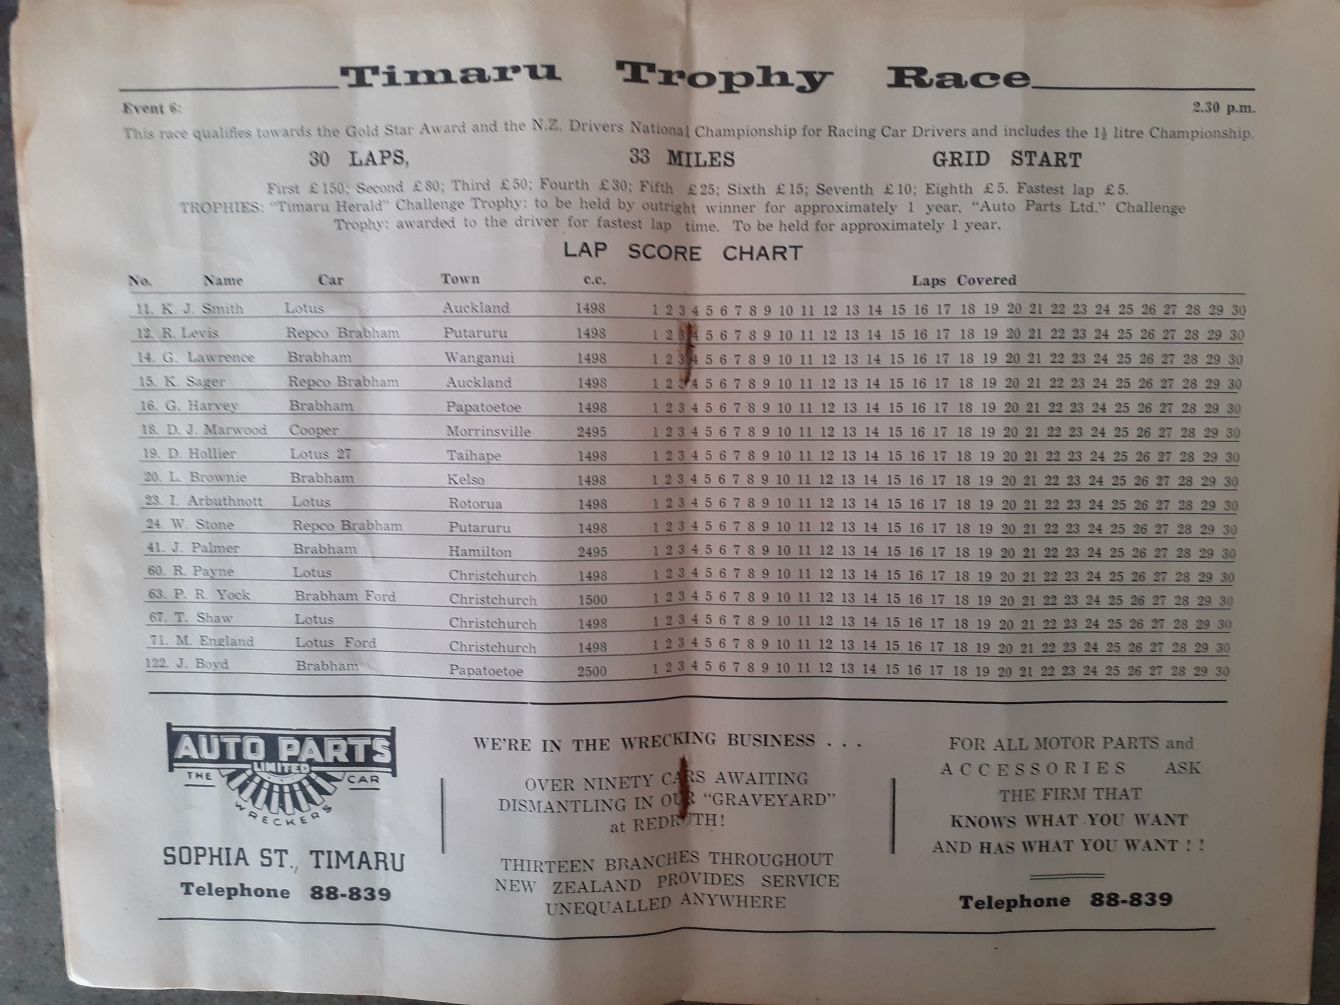 Timaru Trophy Race
Event 6: 2.30 p.m.
This race qualifies towards the Gold Star Award and the N.Z. Drivers National Championship for Racing Car Drivers and includes the 1½ litre Championship.
30 LAPS, 33 MILES GRID START
First £150; Second £80; Third £50; Fourth £30; Fifth £25; Sixth £15; Seventh £10; Eighth £5. Fastest lap £5.
TROPHIES: "Timaru Herald" Challenge Trophy: to be held by outright winner for approximately 1 year. "Auto Parts Ltd." Challenge
Trophy: awarded to the driver for fastest lap time. To be held for approximately 1 year.
LAP SCORE CHART
No. Name Car Town c.c. Laps Covered
11. K. J. Smith Lotus Auckland 1498 1 2 3 4 5 6 7 8 9 10 11 12 13 14 15 16 17 18 19 20 21 22 23 24 25 26 27 28 29 30
12. R. Levis Repco Brabham Putaruru 1498 1 2 3 4 5 6 7 8 9 10 11 12 13 14 15 16 17 18 19 20 21 22 23 24 25 26 27 28 29 30
14. G. Lawrence Brabham Wanganui 1498 1 2 3 4 5 6 7 8 9 10 11 12 13 14 15 16 17 18 19 20 21 22 23 24 25 26 27 28 29 30
15. K. Sager Repco Brabham Auckland 1498 1 2 3 4 5 6 7 8 9 10 11 12 13 14 15 16 17 18 19 20 21 22 23 24 25 26 27 28 29 30
16. G. Harvey Brabham Papatoetoe 1498 1 2 3 4 5 6 7 8 9 10 11 12 13 14 15 16 17 18 19 20 21 22 23 24 25 26 27 28 29 30
18. D. J. Marwood Cooper Morrinsville 2495 1 2 3 4 5 6 7 8 9 10 11 12 13 14 15 16 17 18 19 20 21 22 23 24 25 26 27 28 29 30
19. D. Hollier Lotus 27 Taihape 1498 1 2 3 4 5 6 7 8 9 10 11 12 13 14 15 16 17 18 19 20 21 22 23 24 25 26 27 28 29 30
20. L. Brownie Brabham Kelso 1498 1 2 3 4 5 6 7 8 9 10 11 12 13 14 15 16 17 18 19 20 21 22 23 24 25 26 27 28 29 30
23. I. Arbuthnott Lotus Rotorua 1498 1 2 3 4 5 6 7 8 9 10 11 12 13 14 15 16 17 18 19 20 21 22 23 24 25 26 27 28 29 30
24. W. Stone Repco Brabham Putaruru 1498 1 2 3 4 5 6 7 8 9 10 11 12 13 14 15 16 17 18 19 20 21 22 23 24 25 26 27 28 29 30
41. J. Palmer Brabham Hamilton 2495 1 2 3 4 5 6 7 8 9 10 11 12 13 14 15 16 17 18 19 20 21 22 23 24 25 26 27 28 29 30
60. R. Payne Lotus Christchurch 1498 1 2 3 4 5 6 7 8 9 10 11 12 13 14 15 16 17 18 19 20 21 22 23 24 25 26 27 28 29 30
63. P. R. Yock Brabham Ford Christchurch 1500 1 2 3 4 5 6 7 8 9 10 11 12 13 14 15 16 17 18 19 20 21 22 23 24 25 26 27 28 29 30
67. T. Shaw Lotus Christchurch 1498 1 2 3 4 5 6 7 8 9 10 11 12 13 14 15 16 17 18 19 20 21 22 23 24 25 26 27 28 29 30
71. M. England Lotus Ford Christchurch 1498 1 2 3 4 5 6 7 8 9 10 11 12 13 14 15 16 17 18 19 20 21 22 23 24 25 26 27 28 29 30
122. J. Boyd Brabham Papatoetoe 2500 1 2 3 4 5 6 7 8 9 10 11 12 13 14 15 16 17 18 19 20 21 22 23 24 25 26 27 28 29 30
AUTO PARTS
LIMITED
THE CAR
WRECKERS
SOPHIA ST., TIMARU
Telephone 88-839
WE'RE IN THE WRECKING BUSINESS . . .
OVER NINETY CARS AWAITING
DISMANTLING IN OUR "GRAVEYARD"
at REDRUTH!
THIRTEEN BRANCHES THROUGHOUT
NEW ZEALAND PROVIDES SERVICE
UNEQUALLED ANYWHERE
FOR ALL MOTOR PARTS and
ACCESSORIES ASK
THE FIRM THAT
KNOWS WHAT YOU WANT
AND HAS WHAT YOU WANT ! !
Telephone 88-839